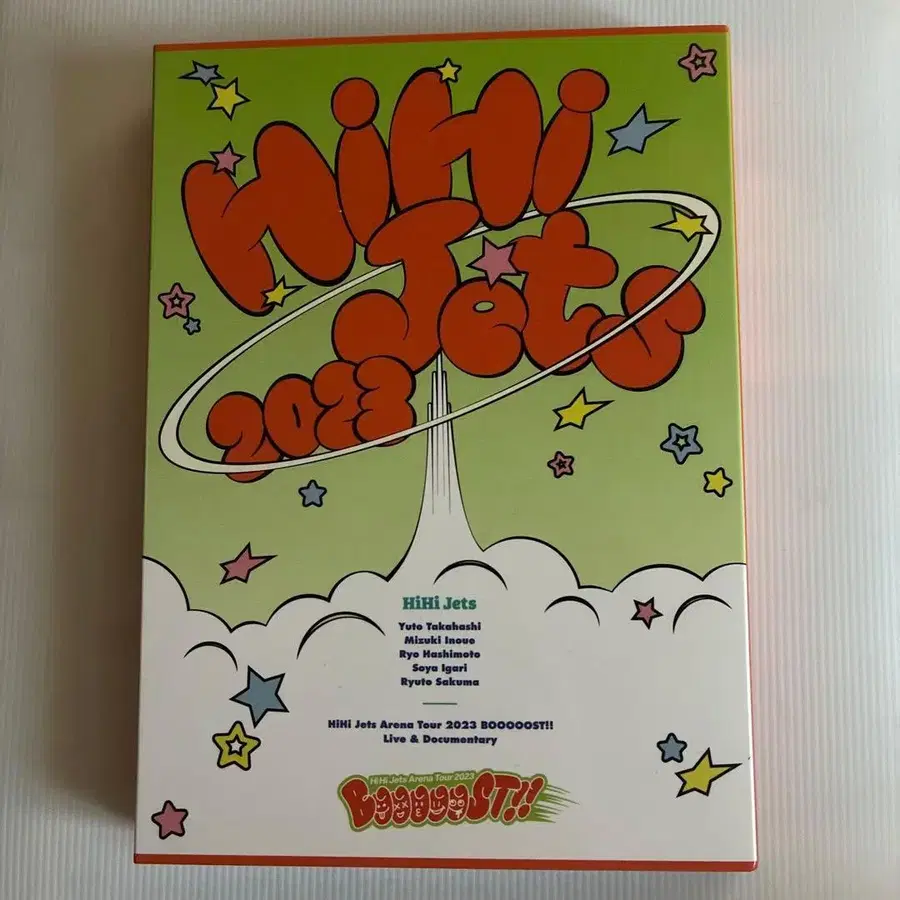 HiHi
Jets
2023
HiHi Jets
Yuto Takahashi
Mizuki Inoue
Ryo Hashimoto
Soya Igari
Ryuto Sakuma
HiHi Jets Arena Tour 2023 BOOOOOST!!
Live & Documentary
HiHi Jets Arena Tour 2023
BOOOOOST!!